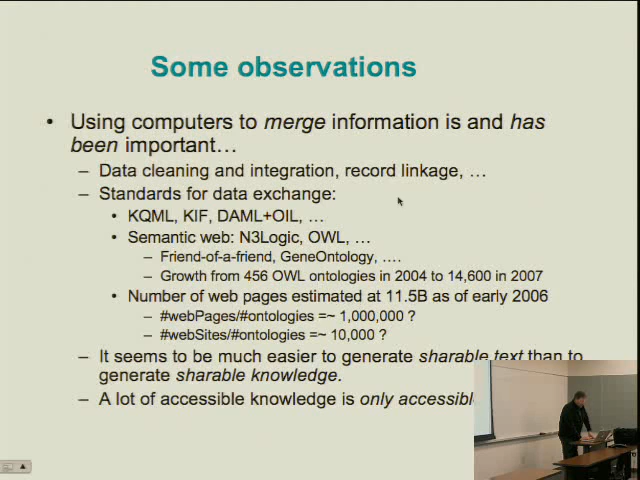 Some observations
• Using computers to merge information is and has
been important…
– Data cleaning and integration, record linkage, …
– Standards for data exchange:
• KQML, KIF, DAML+OIL, …
• Semantic web: N3Logic, OWL, …
– Friend-of-a-friend, GeneOntology, ….
– Growth from 456 OWL ontologies in 2004 to 14,600 in 2007
• Number of web pages estimated at 11.5B as of early 2006
– #webPages/#ontologies =~ 1,000,000 ?
– #webSites/#ontologies =~ 10,000 ?
– It seems to be much easier to generate sharable text than to
generate sharable knowledge.
– A lot of accessible knowledge is only accessible